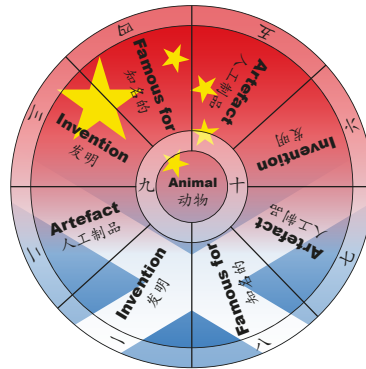 四
五
Famous for
知名的
Artefact
人工制品
三
Invention
发明
Invention
发明
六
九
Animal
动物
十
Artefact
人工制品
Artefact
人工制品
二
七
Invention
发明
Famous for
知名的
一
八